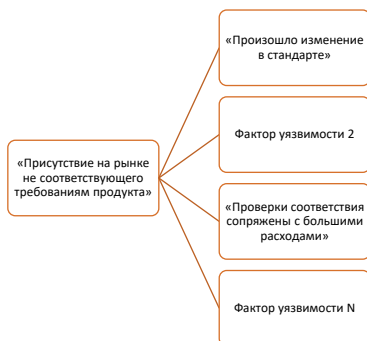 «Произошло изменение
в стандарте»
Фактор уязвимости 2
«Присутствие на рынке
не соответствующего
требованиям продукта»
«Проверки соответствия
сопряжены с большими
расходами»
Фактор уязвимости N